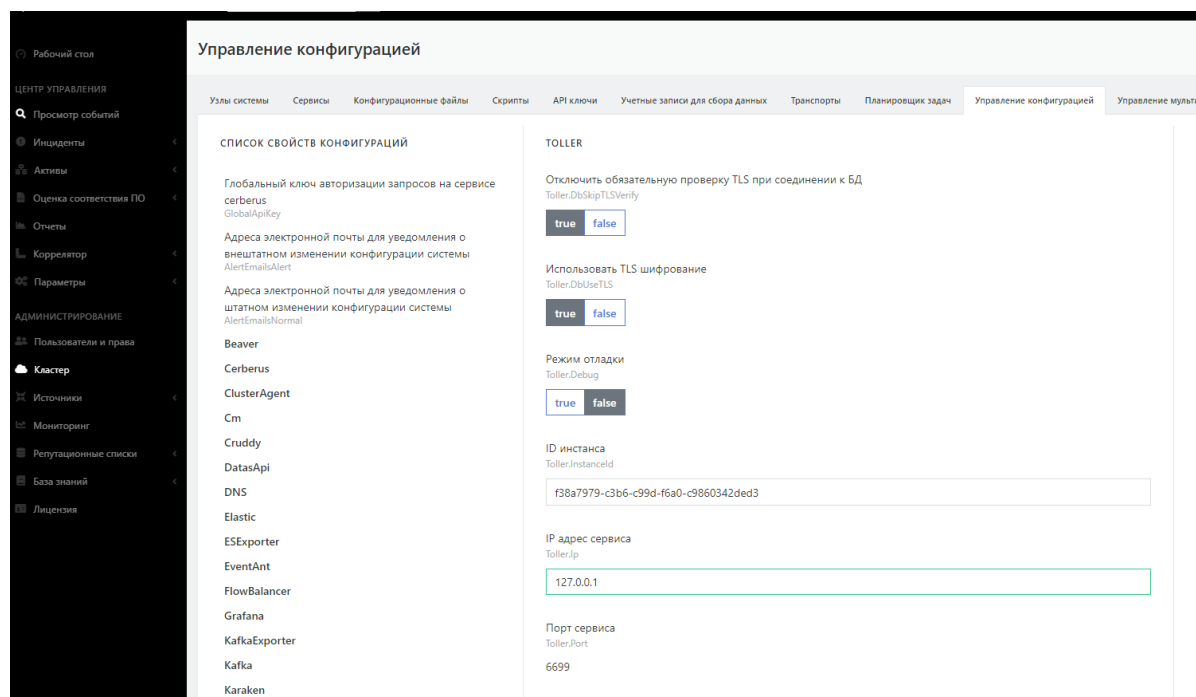 Рабочий стол
ЦЕНТР УПРАВЛЕНИЯ
Просмотр событий
Инциденты
Активы
Оценка соответствия ПО
Отчеты
Коррелятор
Параметры
АДМИНИСТРИРОВАНИЕ
Пользователи и права
Кластер
Источники
Мониторинг
Репутационные списки
База знаний
Лицензия
Управление конфигурацией
Узлы системы Сервисы Конфигурационные файлы Скрипты API ключи Учетные записи для сбора данных Транспорты Планировщик задач Управление конфигурацией Управление мульти
СПИСОК СВОЙСТВ КОНФИГУРАЦИЙ
Глобальный ключ авторизации запросов на сервисе
cerberus
GlobalApiKey
Адреса электронной почты для уведомления о
внештатном изменении конфигурации системы
AlertEmailsAlert
Адреса электронной почты для уведомления о
штатном изменении конфигурации системы
AlertEmailsNormal
Beaver
Cerberus
ClusterAgent
Cm
Cruddy
DatasApi
DNS
Elastic
ESExporter
EventAnt
FlowBalancer
Grafana
KafkaExporter
Kafka
Karaken
TOLLER
Отключить обязательную проверку TLS при соединении к БД
Toller.DbSkipTLSVerify
true false
Использовать TLS шифрование
Toller.DbUseTLS
true false
Режим отладки
Toller.Debug
true false
ID инстанса
Toller.InstanceId
f38a7979-c3b6-c99d-f6a0-c9860342ded3
IP адрес сервиса
Toller.Ip
127.0.0.1
Порт сервиса
Toller.Port
6699